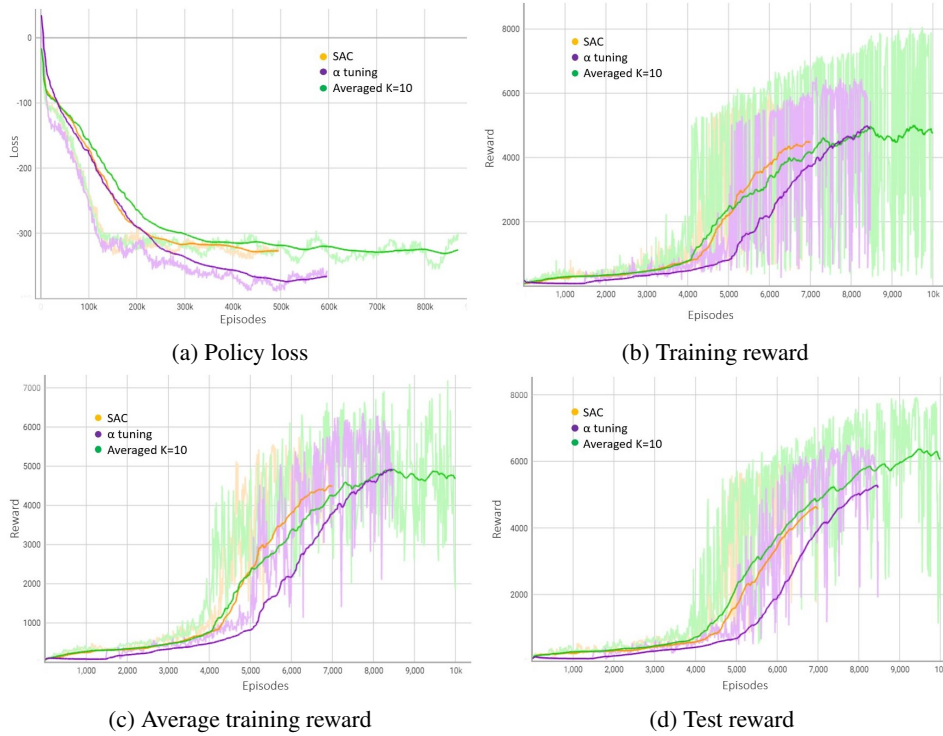 0
-100
-200
-300
Loss
0
100k
200k
300k
400k
500k
600k
700k
800k
Episodes
SAC
α tuning
Averaged K=10
(a) Policy loss
8000
6000
4000
2000
Reward
1,000
2,000
3,000
4,000
5,000
6,000
7,000
8,000
9,000
10k
Episodes
SAC
α tuning
Averaged K=10
(b) Training reward
7000
6000
5000
4000
3000
2000
1000
Reward
1,000
2,000
3,000
4,000
5,000
6,000
7,000
8,000
9,000
10k
Episodes
SAC
α tuning
Averaged K=10
(c) Average training reward
8000
6000
4000
2000
Reward
1,000
2,000
3,000
4,000
5,000
6,000
7,000
8,000
9,000
10k
Episodes
SAC
α tuning
Averaged K=10
(d) Test reward